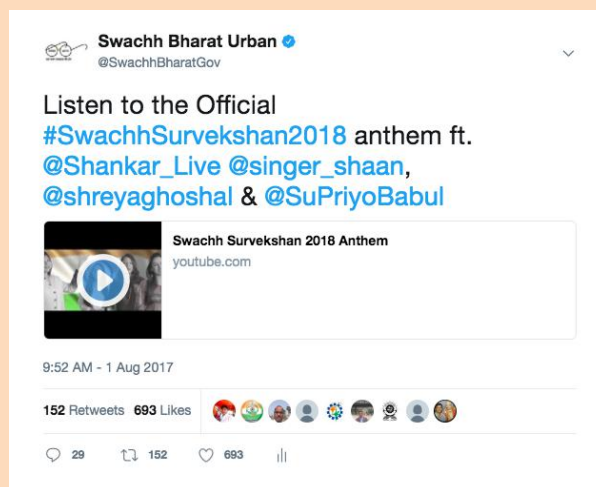 Swachh Bharat Urban
@SwachhBharatGov
Listen to the Official
#SwachhSurvekshan2018 anthem ft.
@Shankar_Live @singer_shaan,
@shreyaghoshal & @SuPriyoBabul
Swachh Survekshan 2018 Anthem
youtube.com
9:52 AM - 1 Aug 2017
152 Retweets 693 Likes
29 152 693